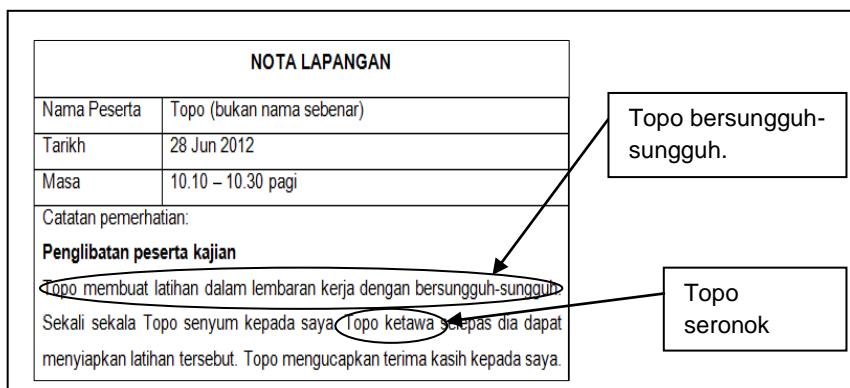 NOTA LAPANGAN
Nama Peserta Topo (bukan nama sebenar)
Tarikh 28 Jun 2012
Masa 10.10 – 10.30 pagi
Catatan pemerhatian:
Penglibatan peserta kajian
Topo membuat latihan dalam lembaran kerja dengan bersungguh-sungguh.
Sekali sekala Topo senyum kepada saya. Topo ketawa selepas dia dapat
menyiapkan latihan tersebut. Topo mengucapkan terima kasih kepada saya.
Topo bersungguh-
sungguh.
Topo
seronok